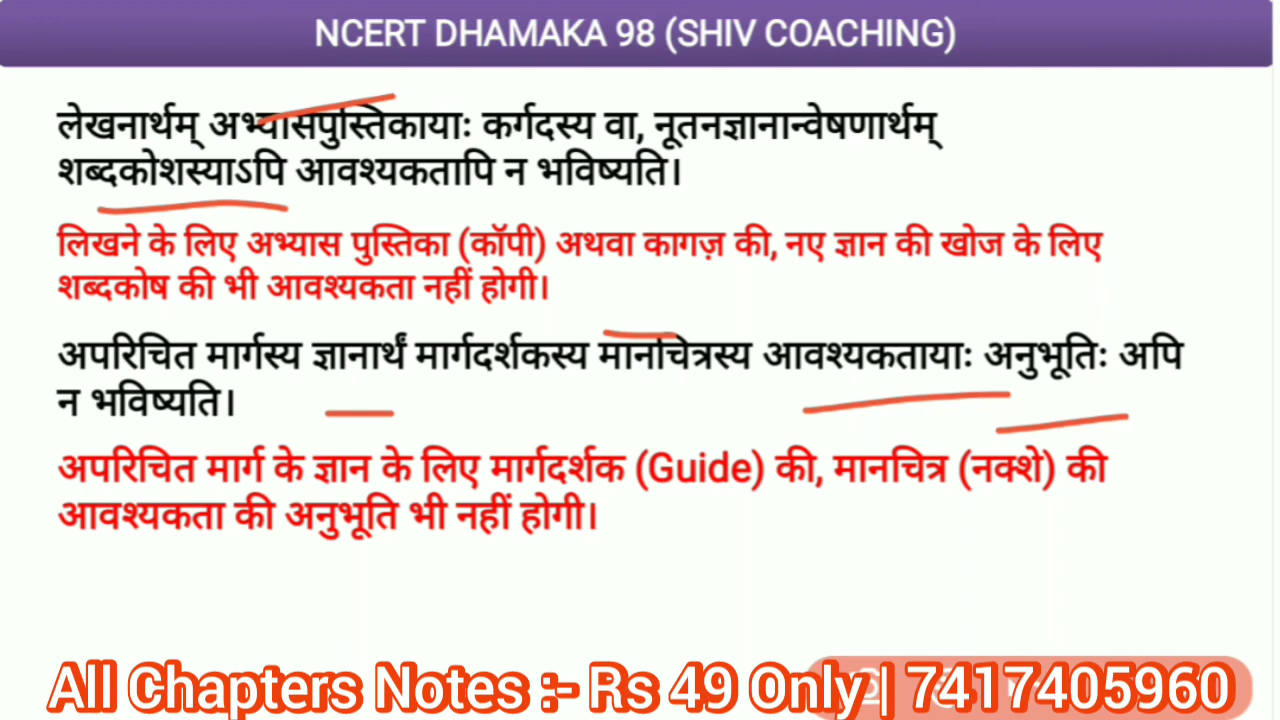 NCERT DHAMAKA 98 (SHIV COACHING)
लेखनार्थम् अभ्यासपुस्तिकायाः कर्गदस्य वा, नूतनज्ञानान्वेषणार्थम्
शब्दकोशस्याऽपि आवश्यकतापि न भविष्यति।
लिखने के लिए अभ्यास पुस्तिका (कॉपी) अथवा कागज़ की, नए ज्ञान की खोज के लिए
शब्दकोष की भी आवश्यकता नहीं होगी।
अपरिचित मार्गस्य ज्ञानार्थं मार्गदर्शकस्य मानचित्रस्य आवश्यकतायाः अनुभूतिः अपि
न भविष्यति।
अपरिचित मार्ग के ज्ञान के लिए मार्गदर्शक (Guide) की, मानचित्र (नक्शे) की
आवश्यकता की अनुभूति भी नहीं होगी।
All Chapters Notes :- Rs 49 Only | 7417405960